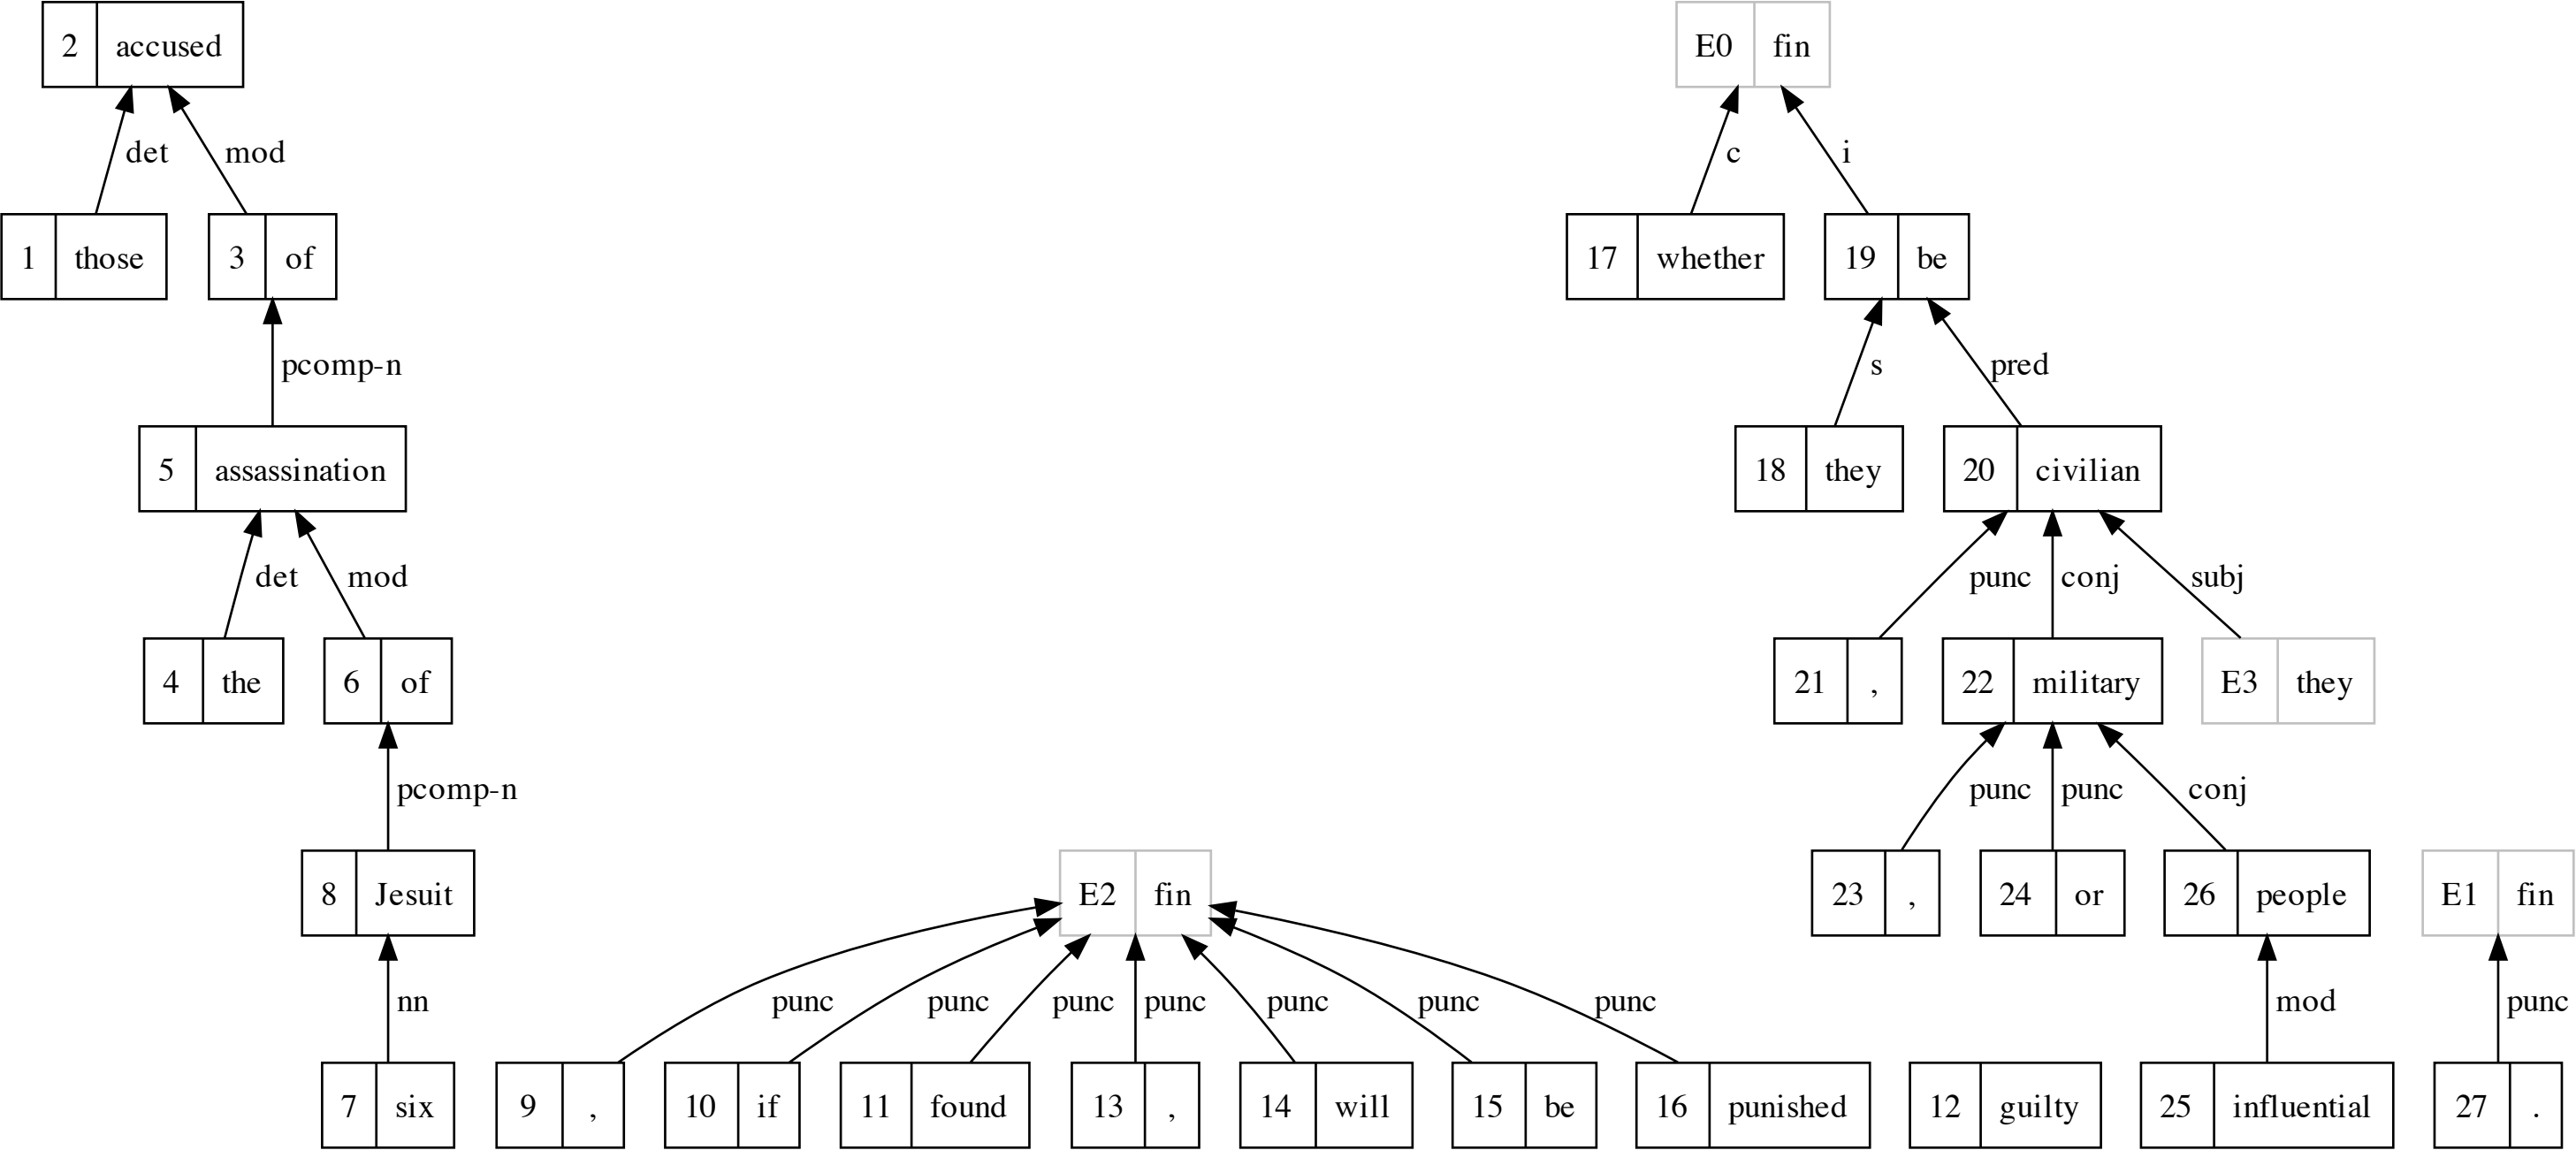 2 accused E0 fin
det mod c i
1 those 3 of 17 whether 19 be
pcomp-n s pred
5 assassination 18 they 20 civilian
det mod punc conj subj
4 the 6 of 21 , 22 military E3 they
pcomp-n punc punc conj
8 Jesuit E2 fin 23 , 24 or 26 people E1 fin
nn punc punc punc punc punc punc punc mod punc
7 six 9 , 10 if 11 found 13 , 14 will 15 be 16 punished 12 guilty 25 influential 27 .